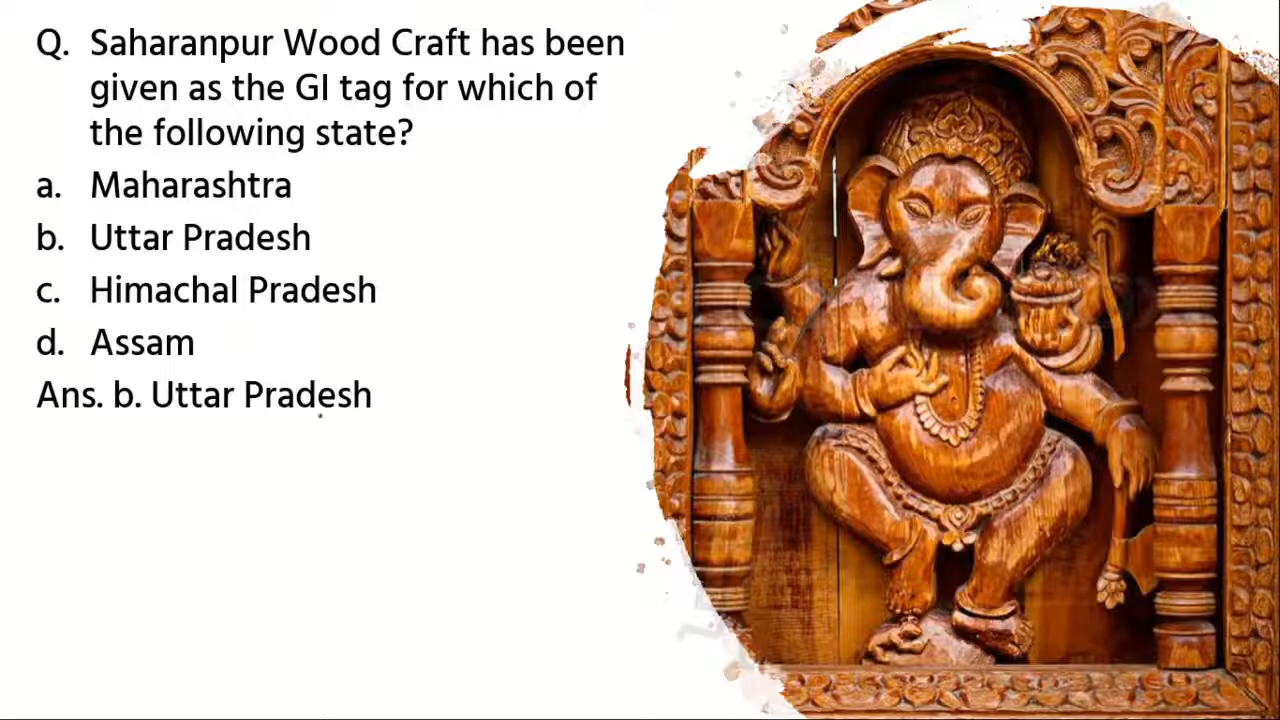 Q. Saharanpur Wood Craft has been
given as the GI tag for which of
the following state?
a. Maharashtra
b. Uttar Pradesh
c. Himachal Pradesh
d. Assam
Ans. b. Uttar Pradesh